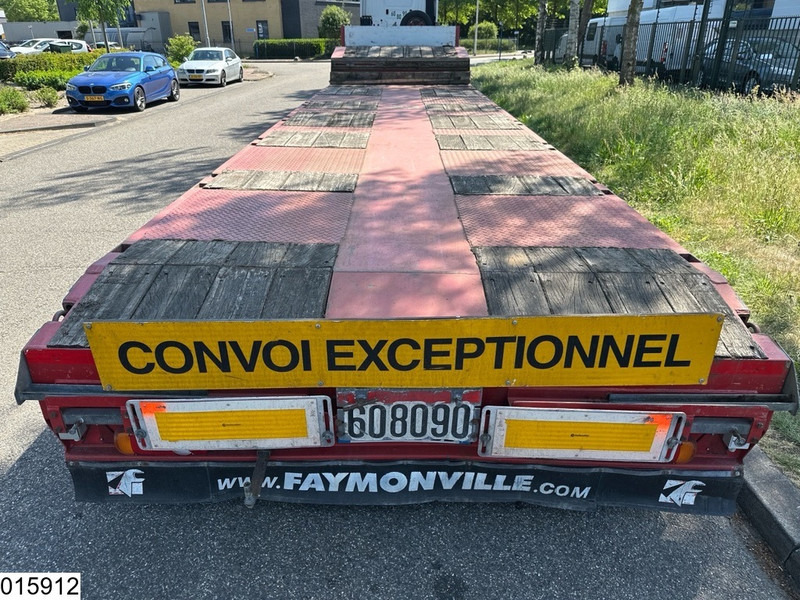 CONVOI EXCEPTIONNEL
608090
www.FAYMONVILLE.com
015912